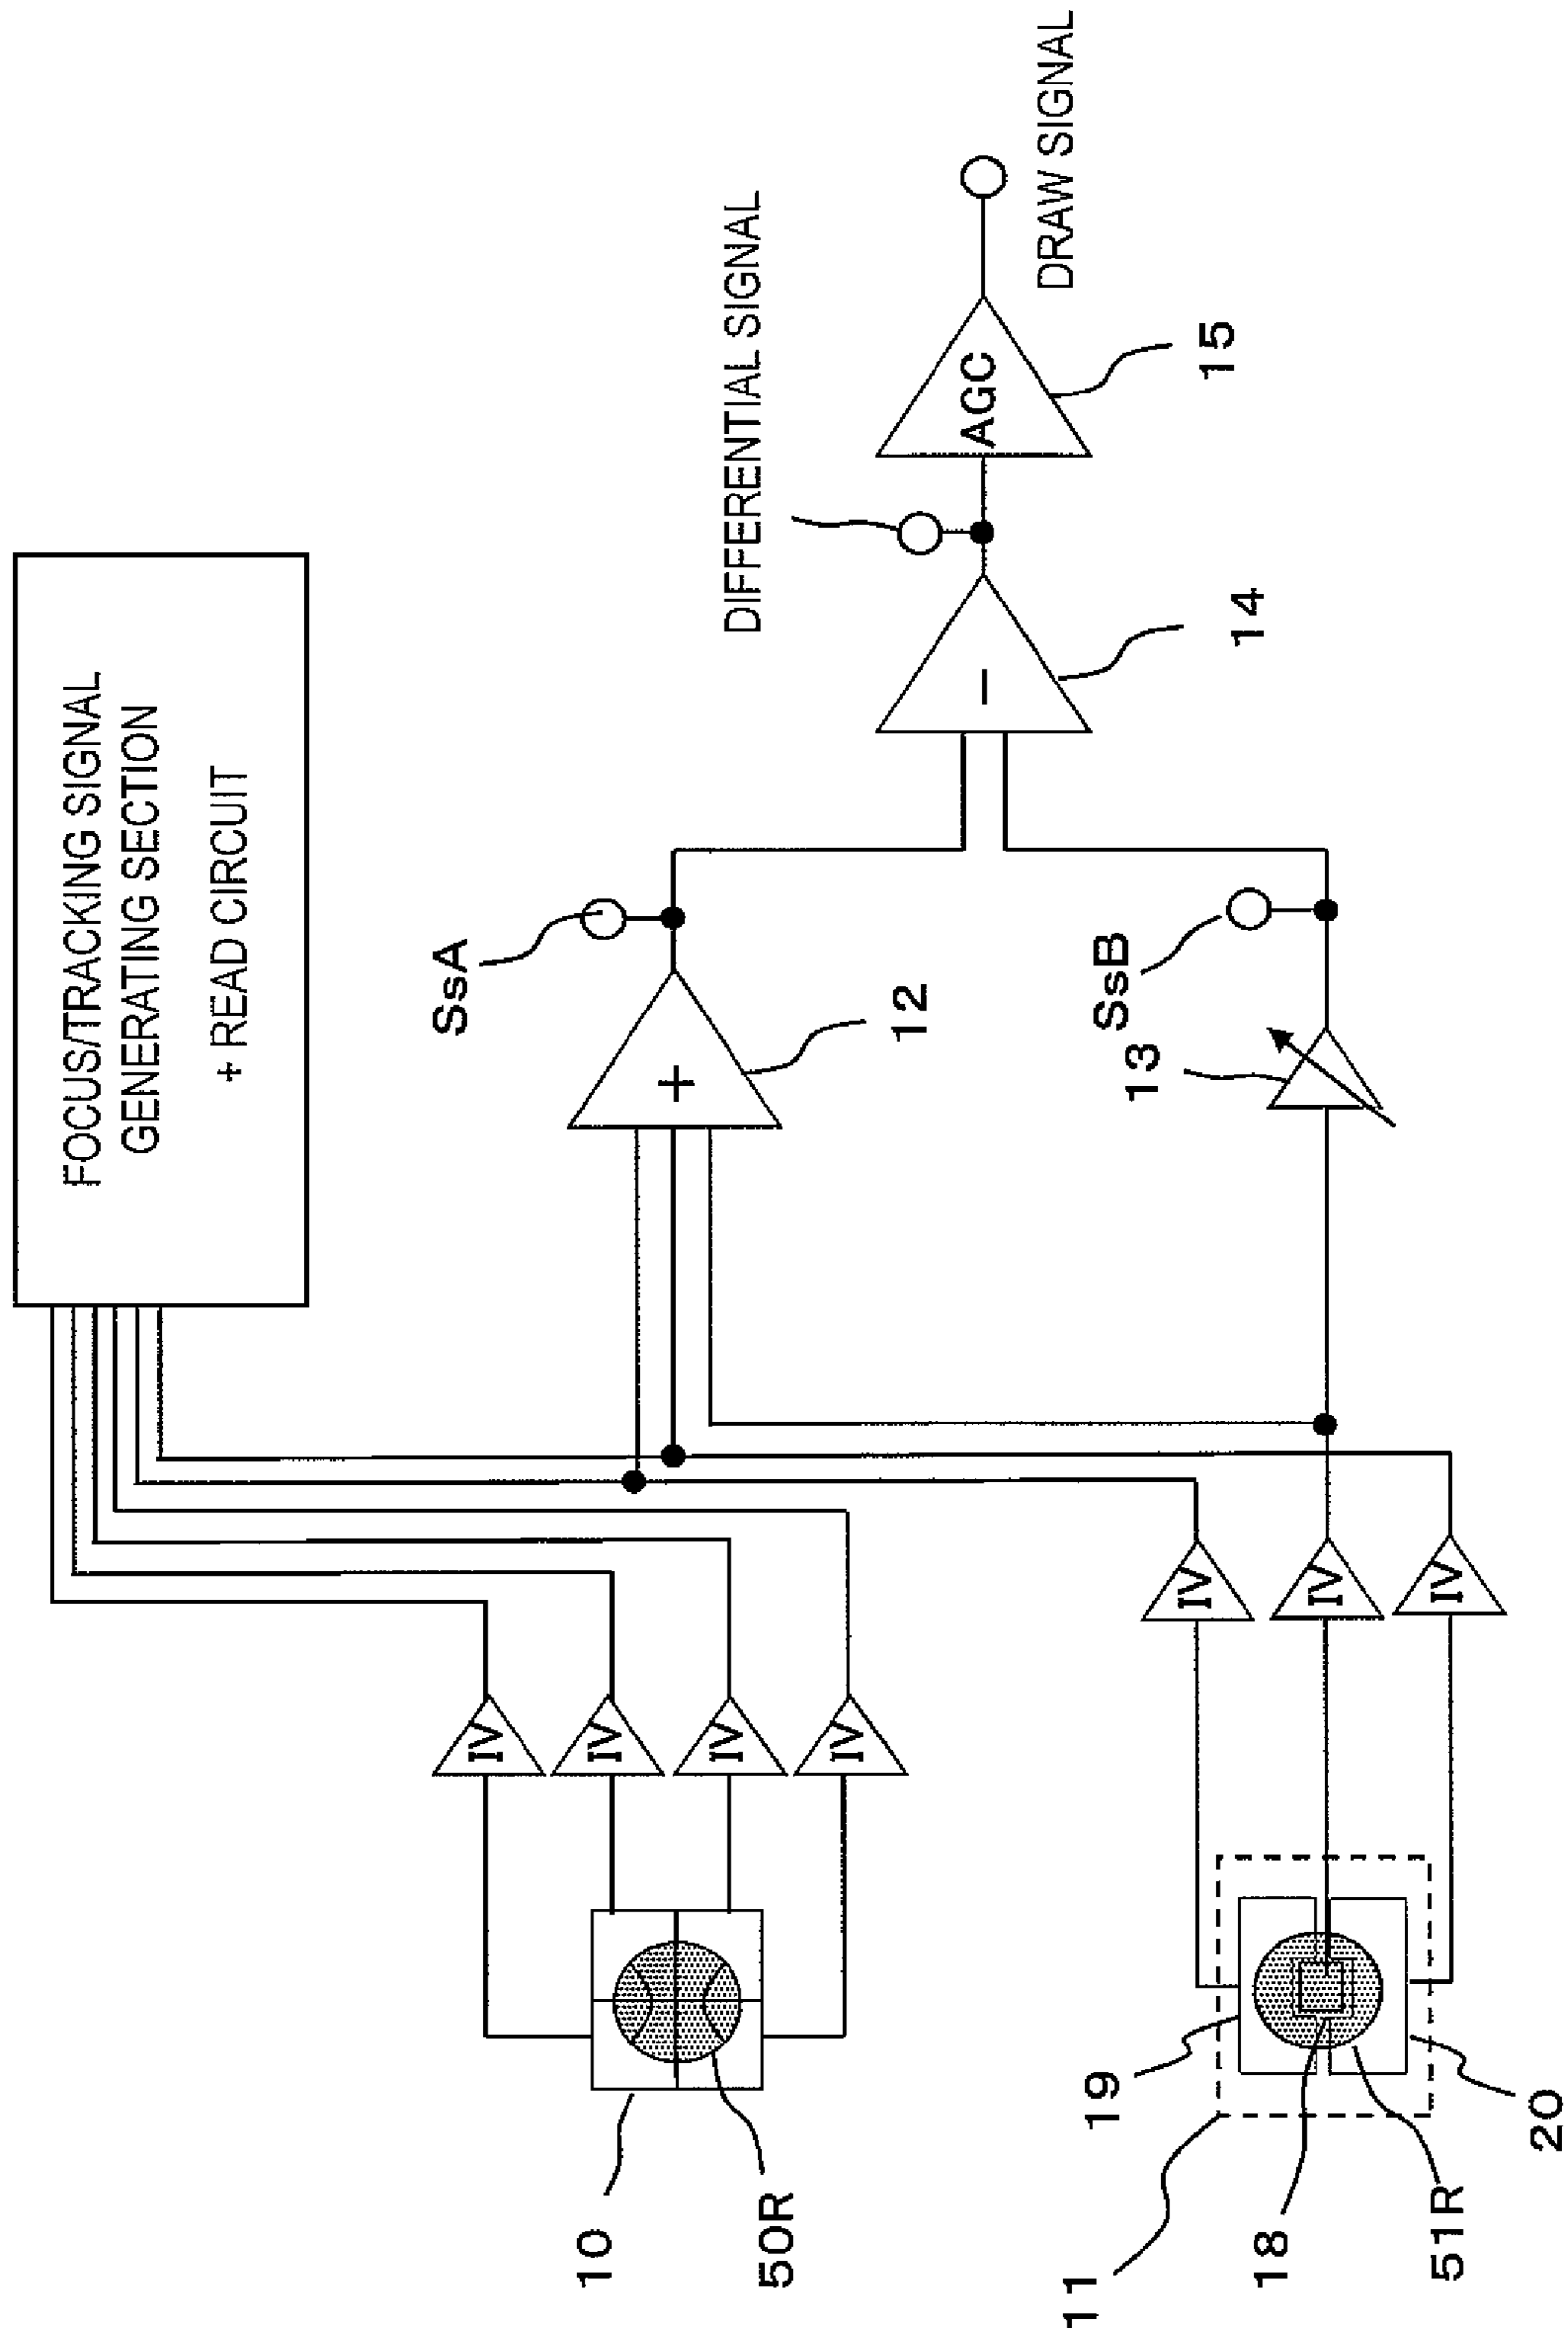 FOCUS/TRACKING SIGNAL
GENERATING SECTION
+ READ CIRCUIT
IV
IV
IV
IV
10
50R
SsA
+
12
DIFFERENTIAL SIGNAL
−
14
AGC
15
DRAW SIGNAL
SsB
13
IV
IV
IV
19
11
18
51R
20